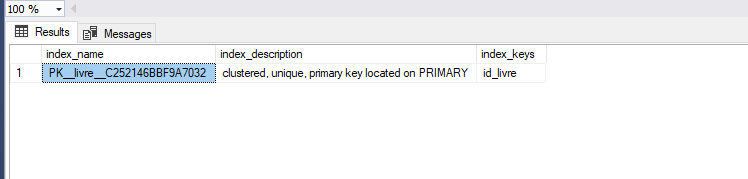 100 %
Results Messages
index_name index_description index_keys
1 PK__livre__C252146BBF9A7032 clustered, unique, primary key located on PRIMARY id_livre